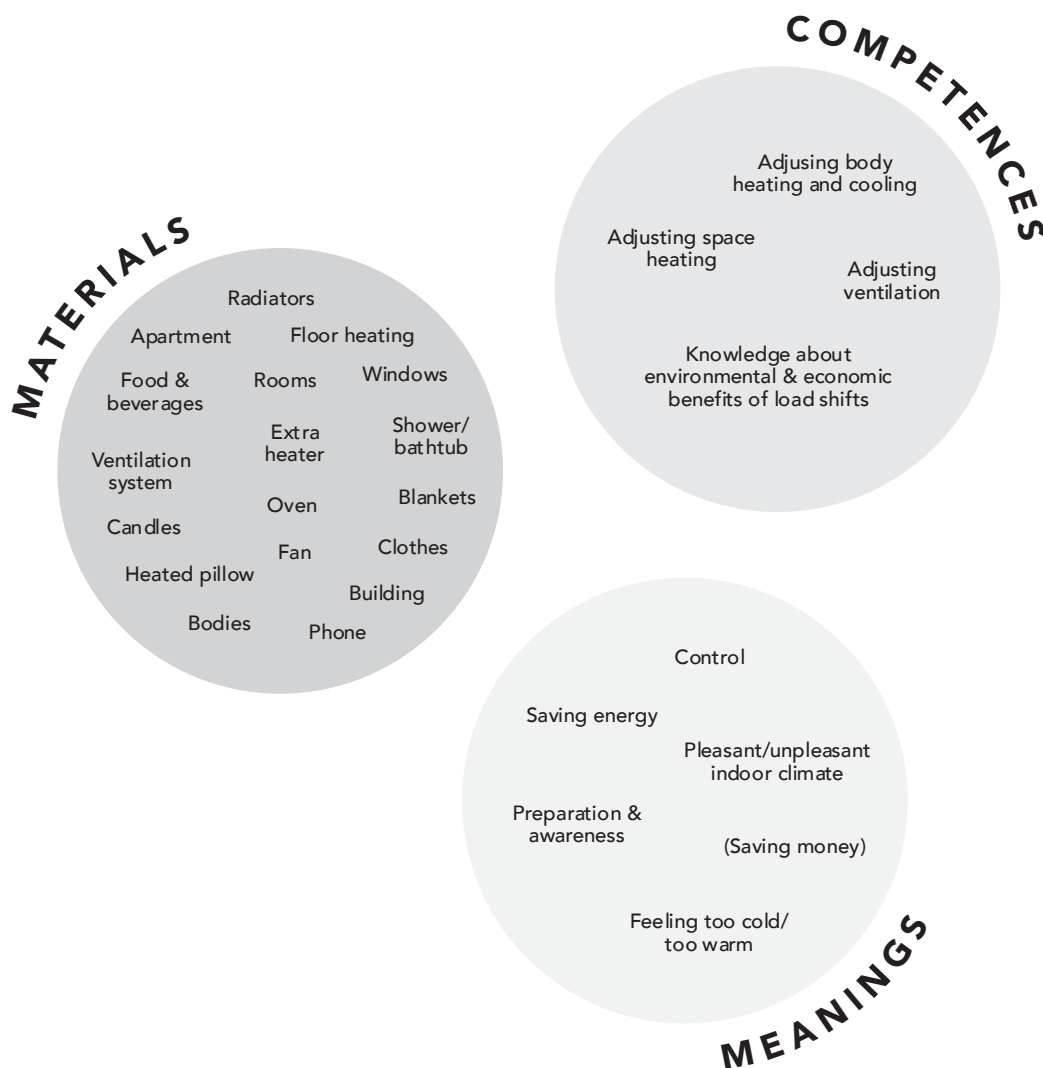 COMPETENCES
Adjusing body
heating and cooling
Adjusting space
heating
Adjusting
ventilation
Knowledge about
environmental & economic
benefits of load shifts
MATERIALS
Radiators
Apartment
Floor heating
Food &
beverages
Rooms
Windows
Extra
heater
Shower/
bathtub
Ventilation
system
Oven
Blankets
Candles
Fan
Clothes
Heated pillow
Building
Bodies
Phone
Control
Saving energy
Pleasant/unpleasant
indoor climate
Preparation &
awareness
(Saving money)
Feeling too cold/
too warm
MEANINGS